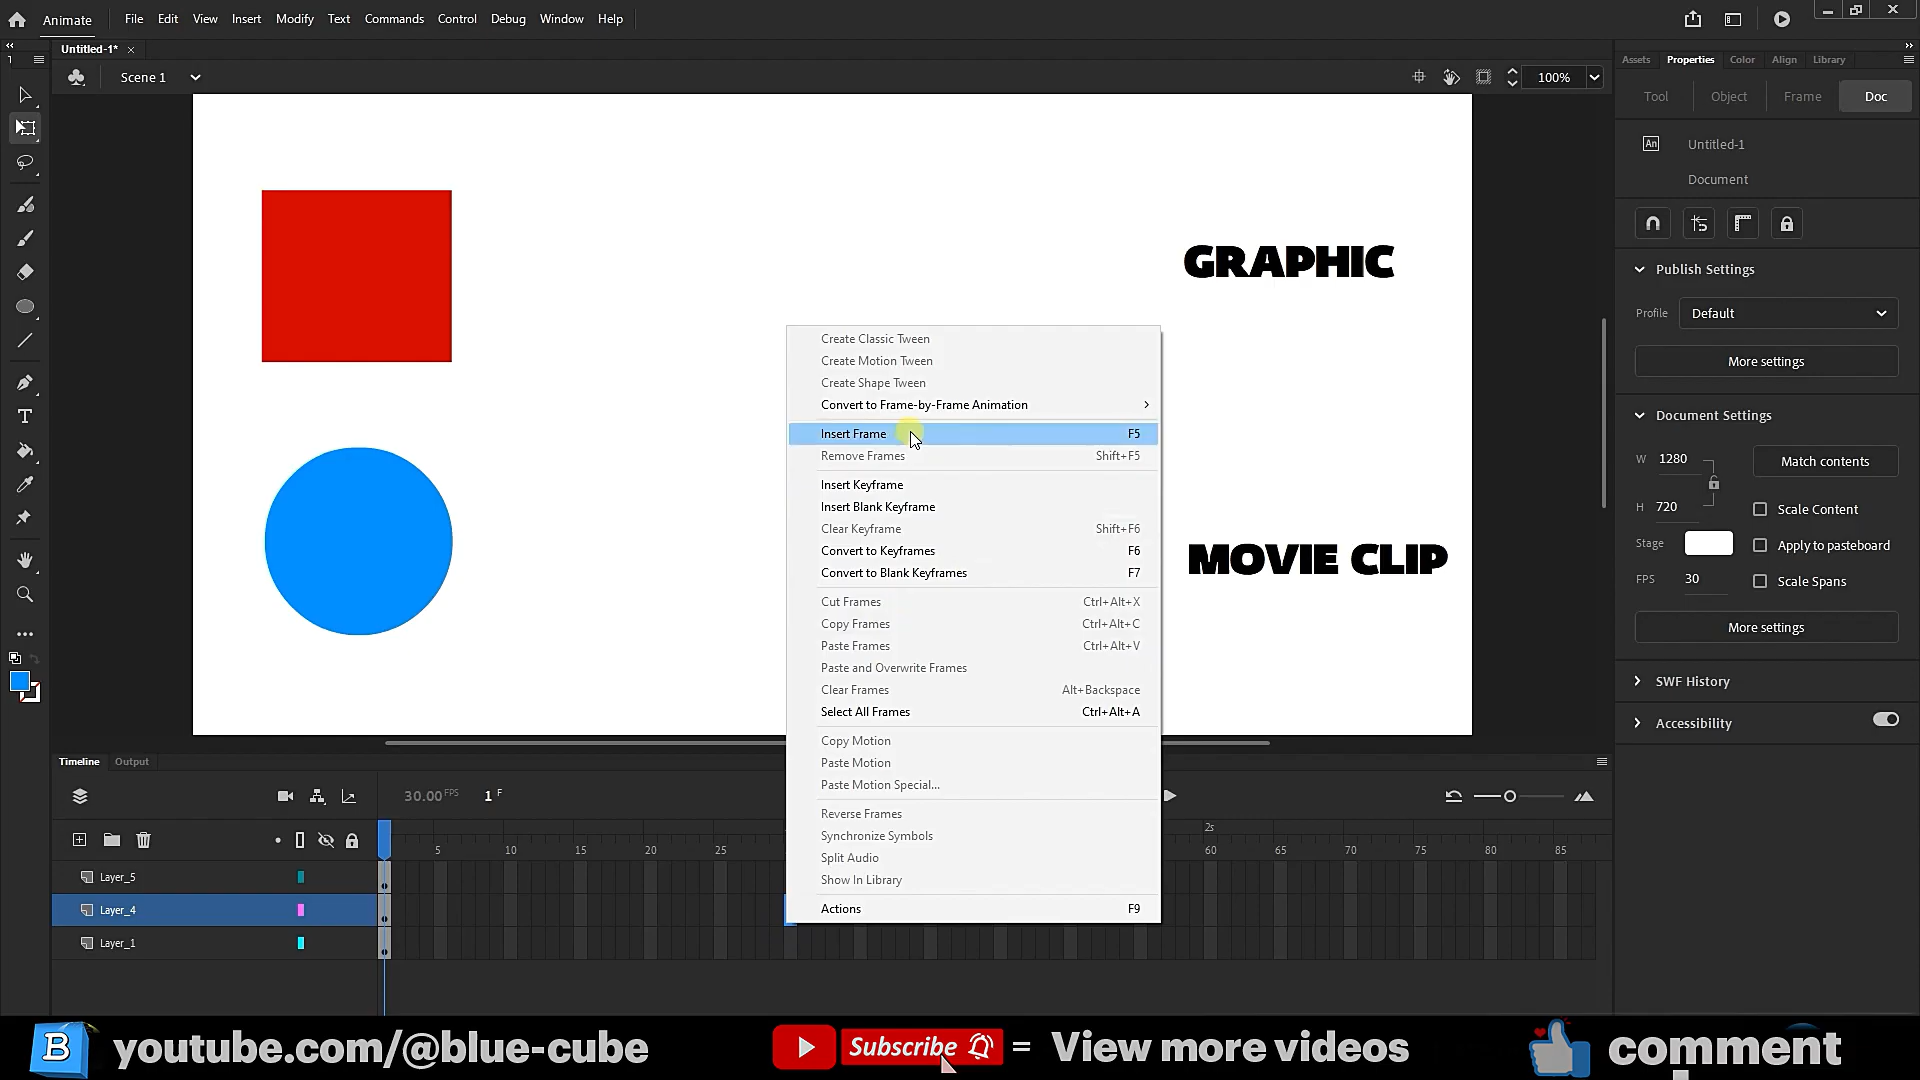 Animate
File Edit View Insert Modify Text Commands Control Debug Window Help
Untitled-1* ×
Scene 1
100%
GRAPHIC
MOVIE CLIP
Create Classic Tween
Create Motion Tween
Create Shape Tween
Convert to Frame-by-Frame Animation
Insert Frame F5
Remove Frames Shift+F5
Insert Keyframe
Insert Blank Keyframe
Clear Keyframe Shift+F6
Convert to Keyframes F6
Convert to Blank Keyframes F7
Cut Frames Ctrl+Alt+X
Copy Frames Ctrl+Alt+C
Paste Frames Ctrl+Alt+V
Paste and Overwrite Frames
Clear Frames Alt+Backspace
Select All Frames Ctrl+Alt+A
Copy Motion
Paste Motion
Paste Motion Special...
Reverse Frames
Synchronize Symbols
Split Audio
Show In Library
Actions F9
Assets Properties Color Align Library
Tool Object Frame Doc
An Untitled-1
Document
Publish Settings
Profile Default
More settings
Document Settings
W 1280 Match contents
H 720 Scale Content
Stage Apply to pasteboard
FPS 30 Scale Spans
More settings
SWF History
Accessibility
Timeline Output
30.00 FPS 1 F
2s
5 10 15 20 25 60 65 70 75 80 85
Layer_5
Layer_4
Layer_1
B youtube.com/@blue-cube Subscribe = View more videos comment